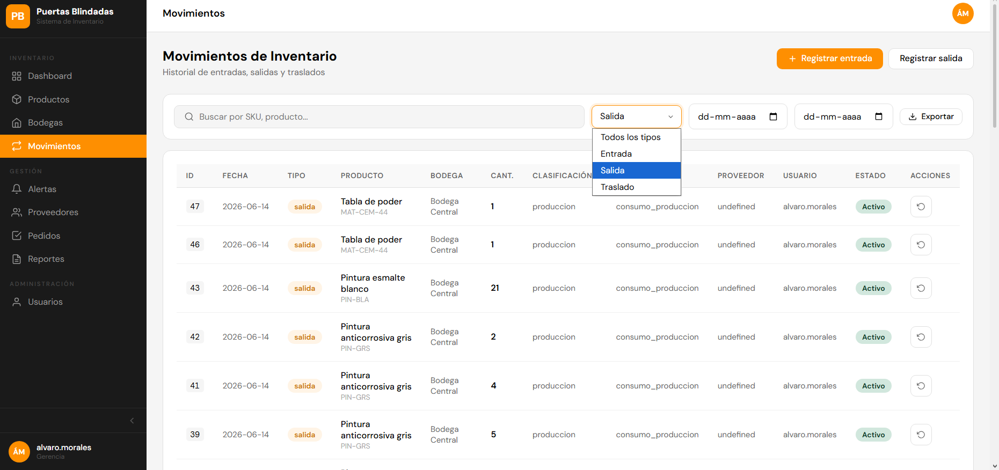 PB
Puertas Blindadas
Sistema de Inventario
INVENTARIO
Dashboard
Productos
Bodegas
Movimientos
GESTIÓN
Alertas
Proveedores
Pedidos
Reportes
ADMINISTRACIÓN
Usuarios
ÁM
alvaro.morales
Gerencia
Movimientos
ÁM
Movimientos de Inventario
Historial de entradas, salidas y traslados
+ Registrar entrada
Registrar salida
Buscar por SKU, producto...
Salida
dd-mm-aaaa
dd-mm-aaaa
Exportar
Todos los tipos
Entrada
Salida
Traslado
ID FECHA TIPO PRODUCTO BODEGA CANT. CLASIFICACIÓN PROVEEDOR USUARIO ESTADO ACCIONES
47 2026-06-14 salida Tabla de poder Bodega Central 1 produccion consumo_produccion undefined alvaro.morales Activo
MAT-CEM-44
46 2026-06-14 salida Tabla de poder Bodega Central 1 produccion consumo_produccion undefined alvaro.morales Activo
MAT-CEM-44
43 2026-06-14 salida Pintura esmalte blanco Bodega Central 21 produccion consumo_produccion undefined alvaro.morales Activo
PIN-BLA
42 2026-06-14 salida Pintura anticorrosiva gris Bodega Central 2 produccion consumo_produccion undefined alvaro.morales Activo
PIN-GRS
41 2026-06-14 salida Pintura anticorrosiva gris Bodega Central 4 produccion consumo_produccion undefined alvaro.morales Activo
PIN-GRS
39 2026-06-14 salida Pintura anticorrosiva gris Bodega Central 5 produccion consumo_produccion undefined alvaro.morales Activo
PIN-GRS